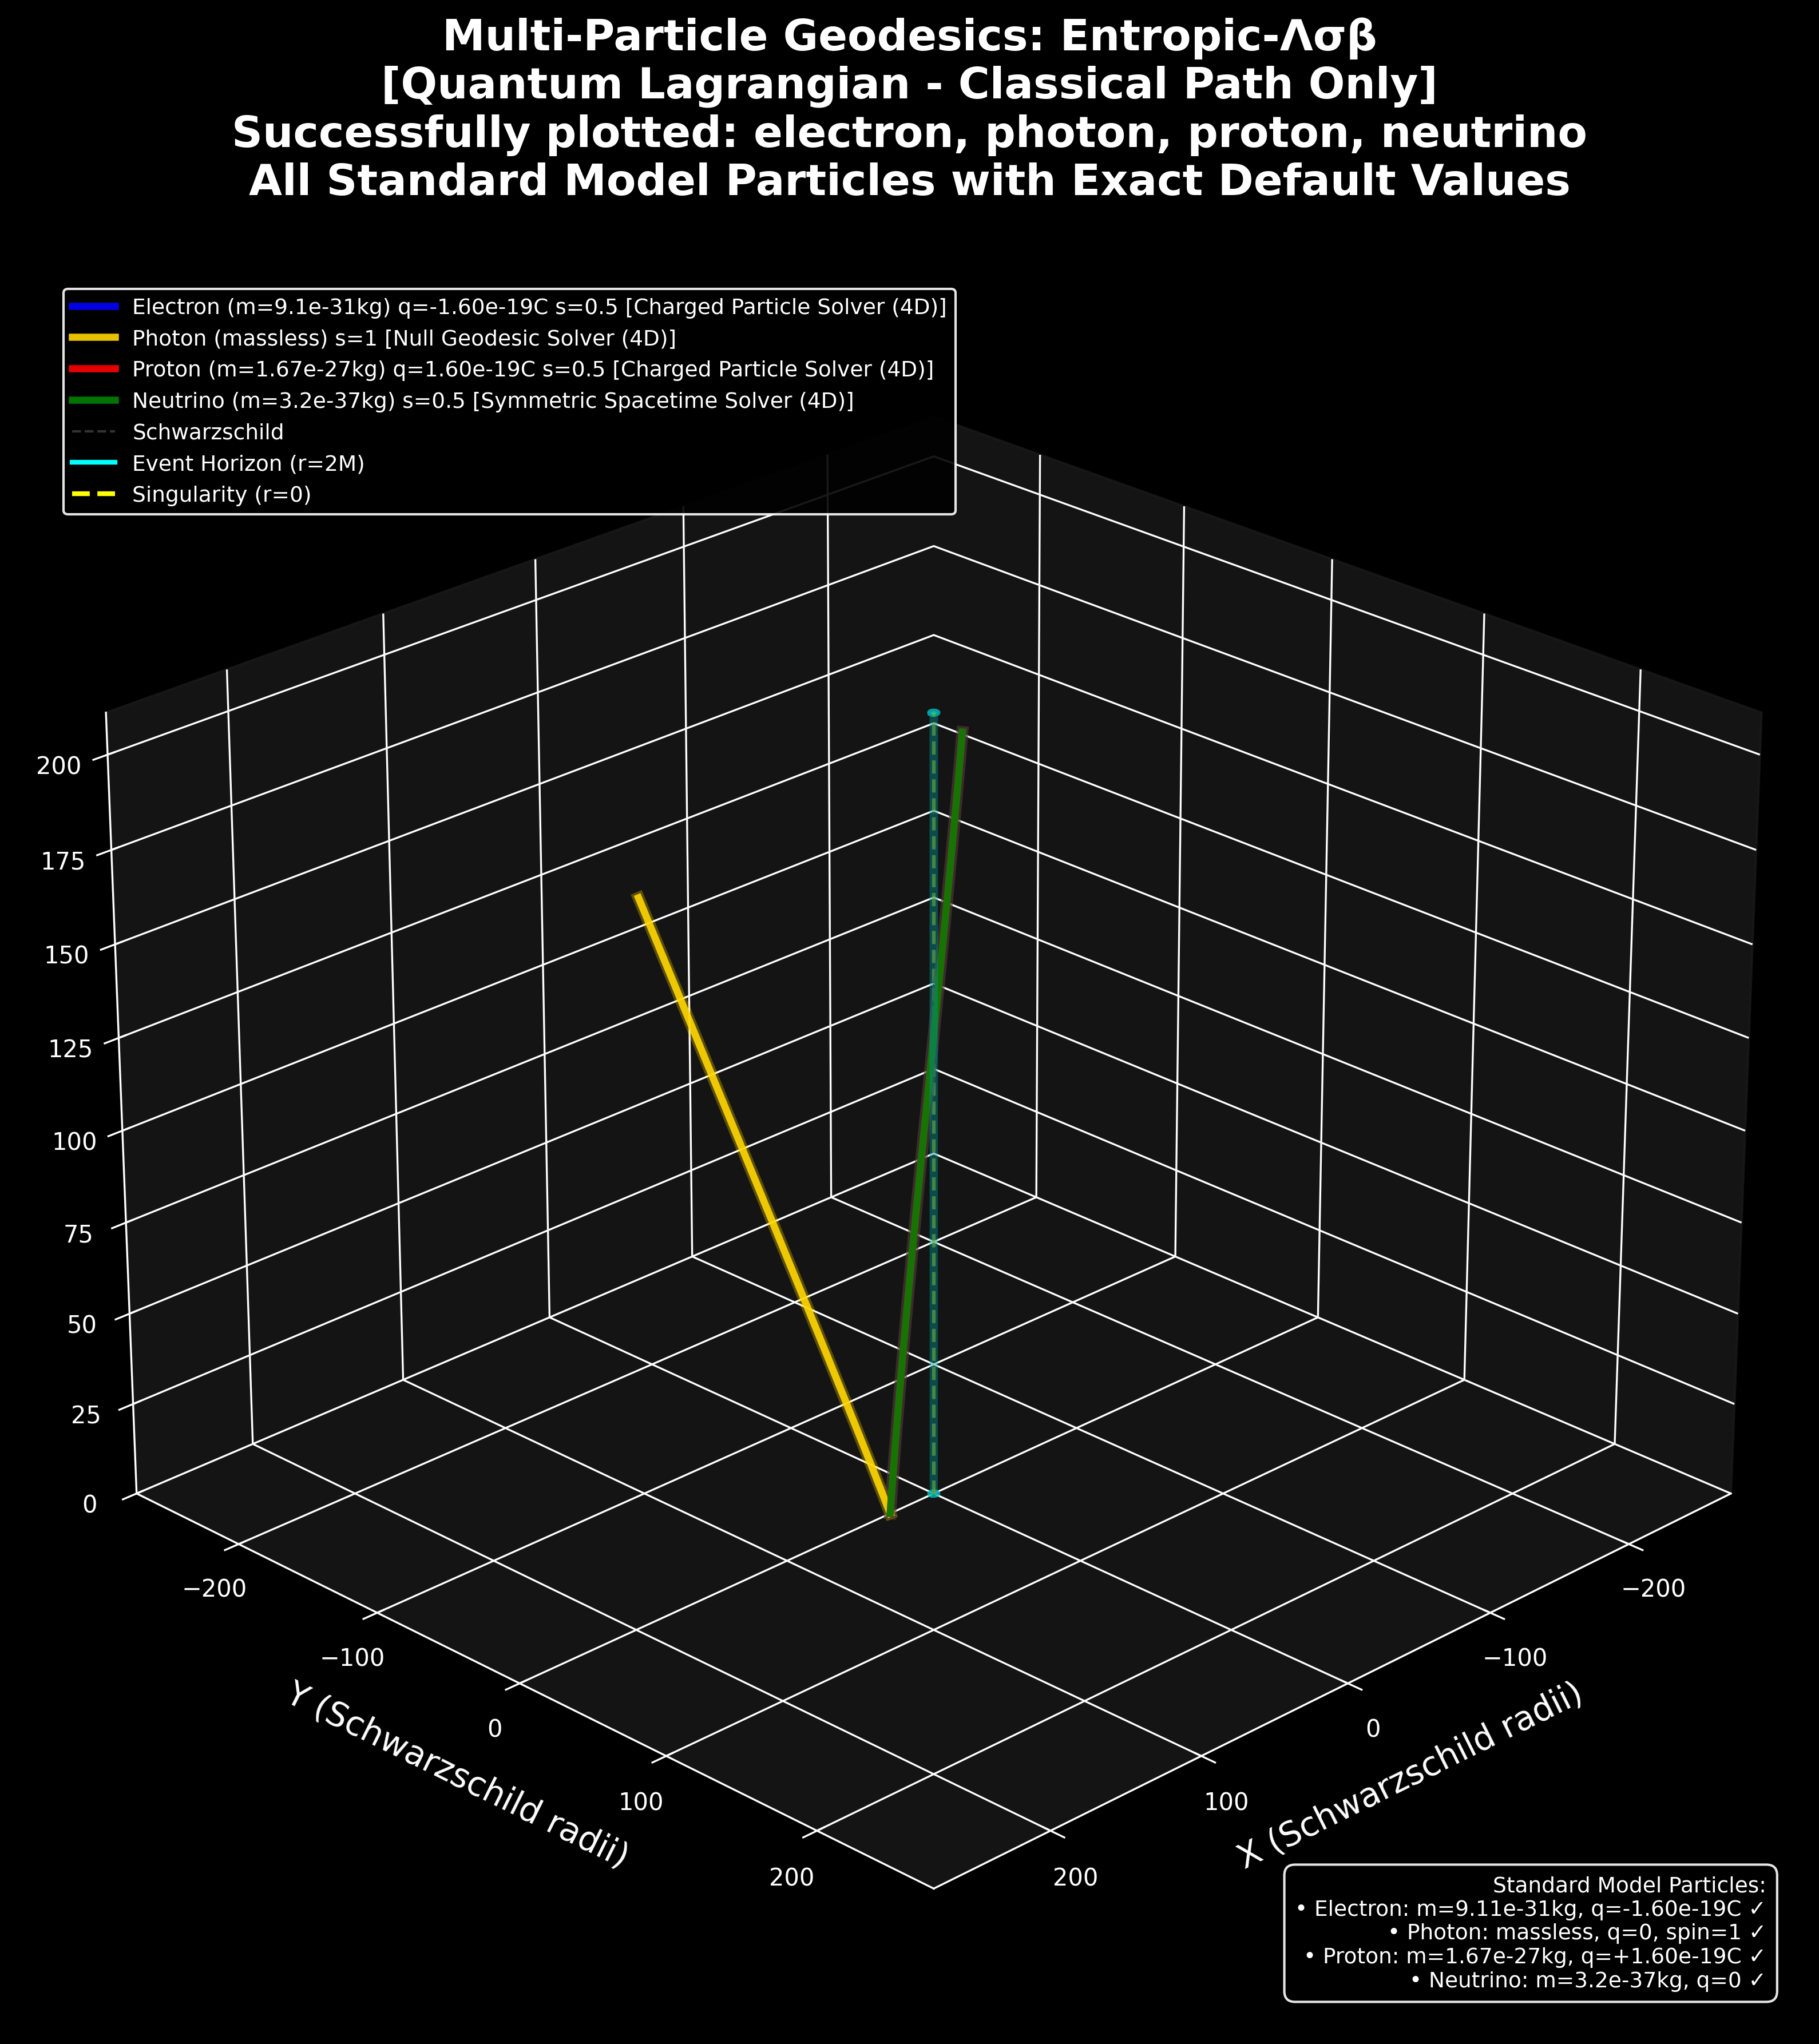 Multi-Particle Geodesics: Entropic-Λσβ
[Quantum Lagrangian - Classical Path Only]
Successfully plotted: electron, photon, proton, neutrino
All Standard Model Particles with Exact Default Values
Electron (m=9.1e-31kg) q=-1.60e-19C s=0.5 [Charged Particle Solver (4D)]
Photon (massless) s=1 [Null Geodesic Solver (4D)]
Proton (m=1.67e-27kg) q=1.60e-19C s=0.5 [Charged Particle Solver (4D)]
Neutrino (m=3.2e-37kg) s=0.5 [Symmetric Spacetime Solver (4D)]
Schwarzschild
Event Horizon (r=2M)
Singularity (r=0)
200
175
150
125
100
75
50
25
0
−200
−100
0
100
200
Y (Schwarzschild radii)
−200
−100
0
100
200
X (Schwarzschild radii)
Standard Model Particles:
• Electron: m=9.11e-31kg, q=-1.60e-19C ✓
• Photon: massless, q=0, spin=1 ✓
• Proton: m=1.67e-27kg, q=+1.60e-19C ✓
• Neutrino: m=3.2e-37kg, q=0 ✓